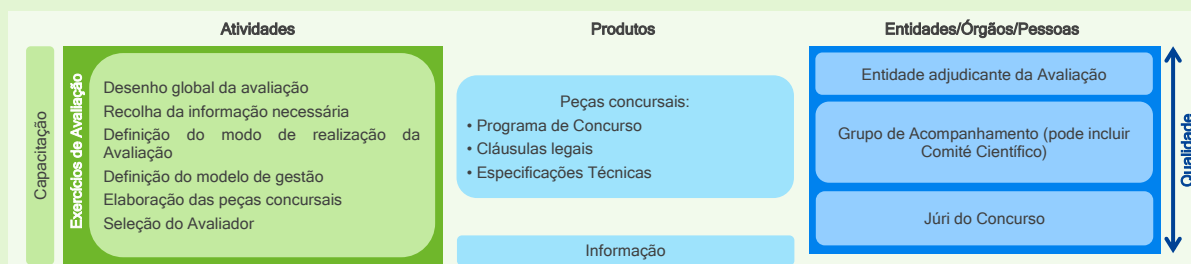 Atividades
Produtos
Entidades/Órgãos/Pessoas
Capacitação
Exercícios de Avaliação
Desenho global da avaliação
Recolha da informação necessária
Definição do modo de realização da
Avaliação
Definição do modelo de gestão
Elaboração das peças concursais
Seleção do Avaliador
Peças concursais:
• Programa de Concurso
• Cláusulas legais
• Especificações Técnicas
Informação
Entidade adjudicante da Avaliação
Grupo de Acompanhamento (pode incluir
Comité Científico)
Júri do Concurso
Qualidade